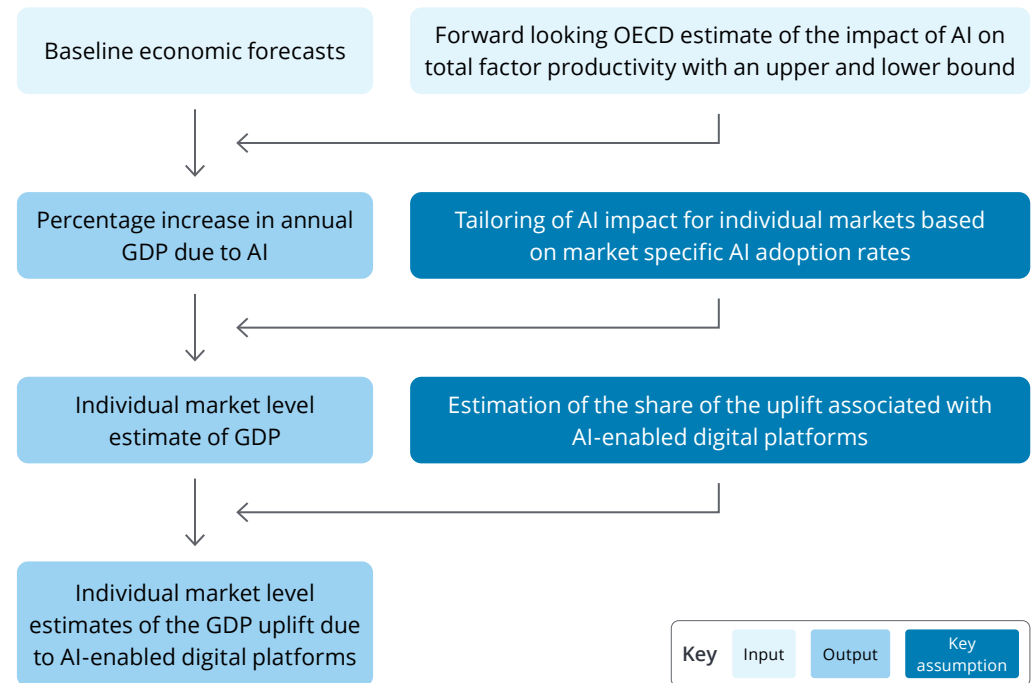 Baseline economic forecasts
Forward looking OECD estimate of the impact of AI on
total factor productivity with an upper and lower bound
Percentage increase in annual
GDP due to AI
Tailoring of AI impact for individual markets based
on market specific AI adoption rates
Individual market level
estimate of GDP
Estimation of the share of the uplift associated with
AI-enabled digital platforms
Individual market level
estimates of the GDP uplift due
to AI-enabled digital platforms
Key
Input
Output
Key
assumption